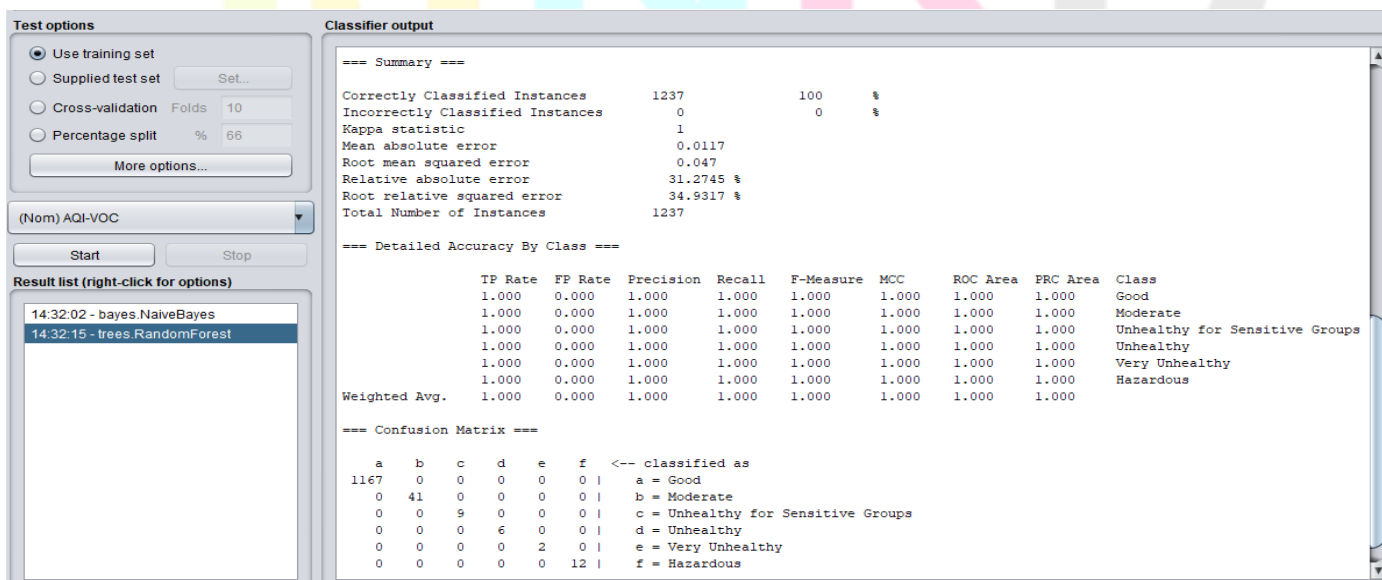 Test options
Use training set
Supplied test set Set...
Cross-validation Folds 10
Percentage split % 66
More options...
(Nom) AQI-VOC
Start Stop
Result list (right-click for options)
14:32:02 - bayes.NaiveBayes
14:32:15 - trees.RandomForest
Classifier output
=== Summary ===
Correctly Classified Instances 1237 100 %
Incorrectly Classified Instances 0 0 %
Kappa statistic 1
Mean absolute error 0.0117
Root mean squared error 0.047
Relative absolute error 31.2745 %
Root relative squared error 34.9317 %
Total Number of Instances 1237
=== Detailed Accuracy By Class ===
TP Rate FP Rate Precision Recall F-Measure MCC ROC Area PRC Area Class
1.000 0.000 1.000 1.000 1.000 1.000 1.000 1.000 Good
1.000 0.000 1.000 1.000 1.000 1.000 1.000 1.000 Moderate
1.000 0.000 1.000 1.000 1.000 1.000 1.000 1.000 Unhealthy for Sensitive Groups
1.000 0.000 1.000 1.000 1.000 1.000 1.000 1.000 Unhealthy
1.000 0.000 1.000 1.000 1.000 1.000 1.000 1.000 Very Unhealthy
1.000 0.000 1.000 1.000 1.000 1.000 1.000 1.000 Hazardous
Weighted Avg. 1.000 0.000 1.000 1.000 1.000 1.000 1.000 1.000
=== Confusion Matrix ===
a b c d e f <-- classified as
1167 0 0 0 0 0 | a = Good
0 41 0 0 0 0 | b = Moderate
0 0 9 0 0 0 | c = Unhealthy for Sensitive Groups
0 0 0 6 0 0 | d = Unhealthy
0 0 0 0 2 0 | e = Very Unhealthy
0 0 0 0 0 12 | f = Hazardous